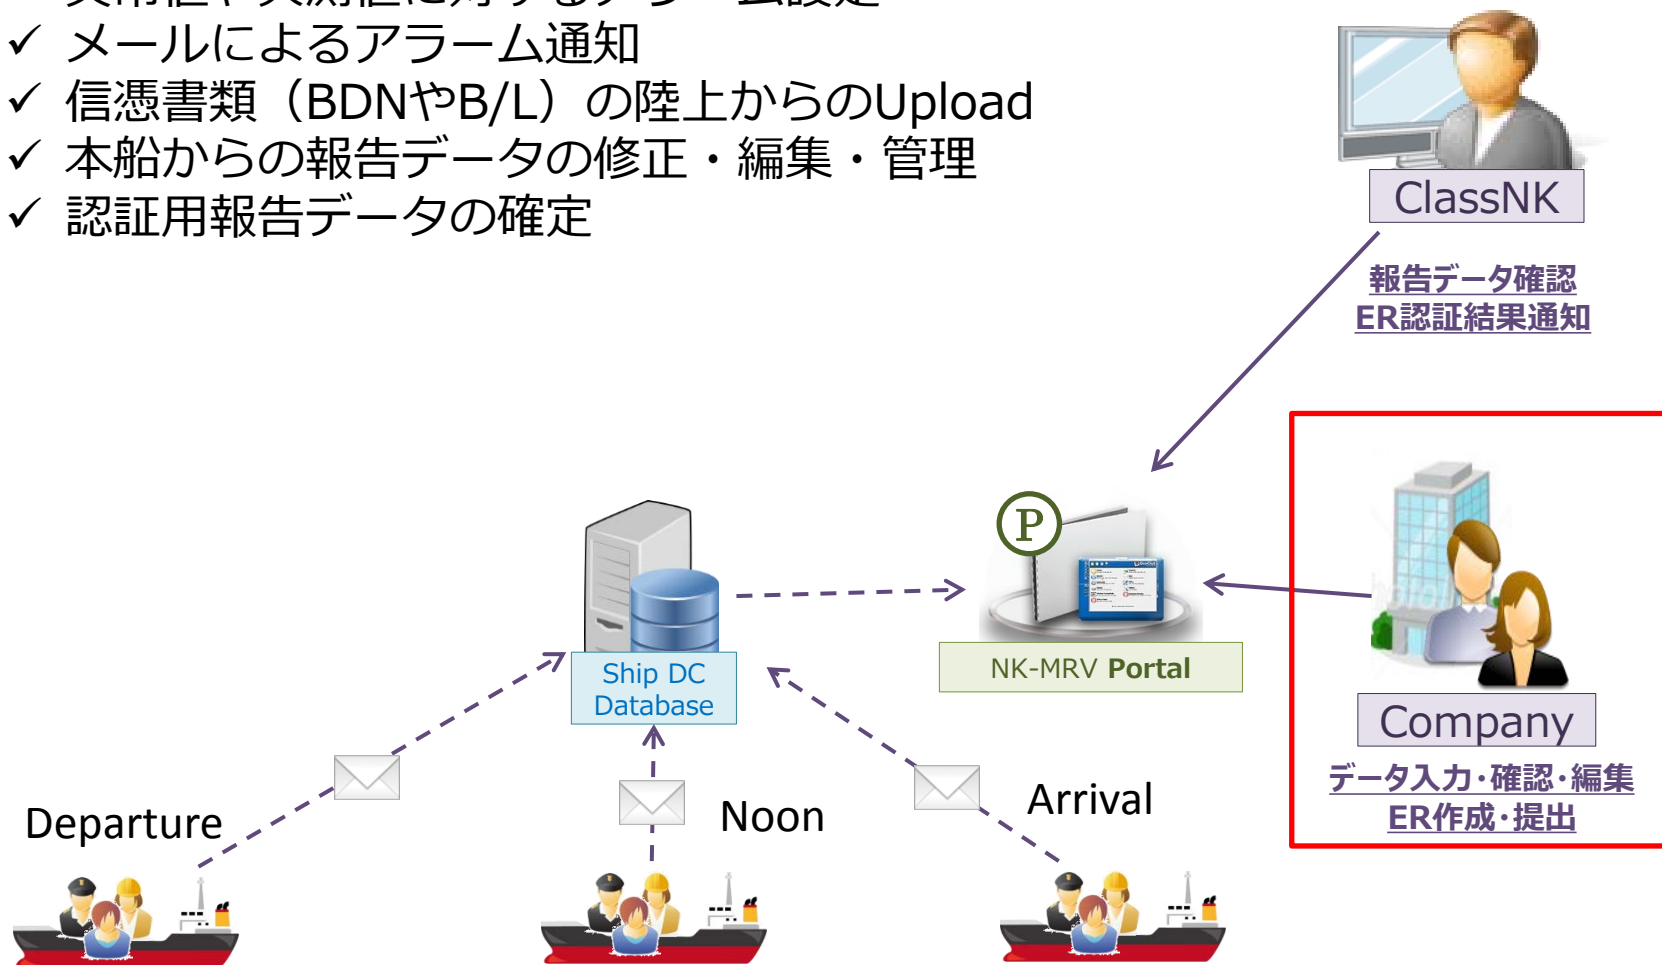 メールによるアラーム通知
信憑書類（BDNやB/L）の陸上からのUpload
本船からの報告データの修正・編集・管理
認証用報告データの確定
ClassNK
報告データ確認
ER認証結果通知
P
NK-MRV Portal
Ship DC
Database
Company
データ入力・確認・編集
ER作成・提出
Departure
Noon
Arrival